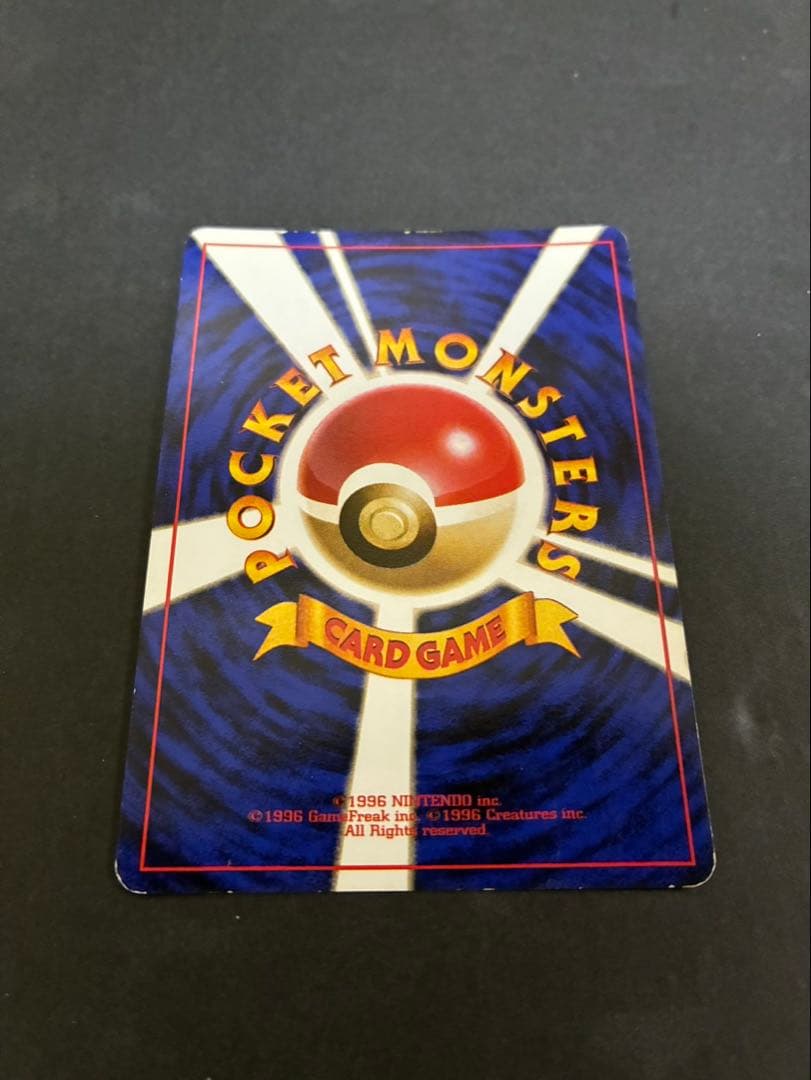 POCKET MONSTERS
CARD GAME
©1996 NINTENDO inc.
©1996 GameFreak inc. ©1996 Creatures inc.
All Rights reserved.